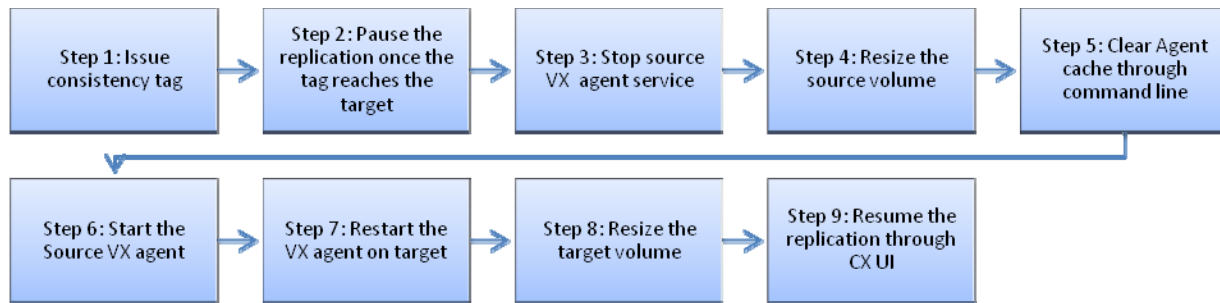 Step 1: Issue
consistency tag
Step 2: Pause the
replication once the
tag reaches the
target
Step 3: Stop source
VX agent service
Step 4: Resize the
source volume
Step 5: Clear Agent
cache through
command line
Step 6: Start the
Source VX agent
Step 7: Restart the
VX agent on target
Step 8: Resize the
target volume
Step 9: Resume the
replication through
CX UI